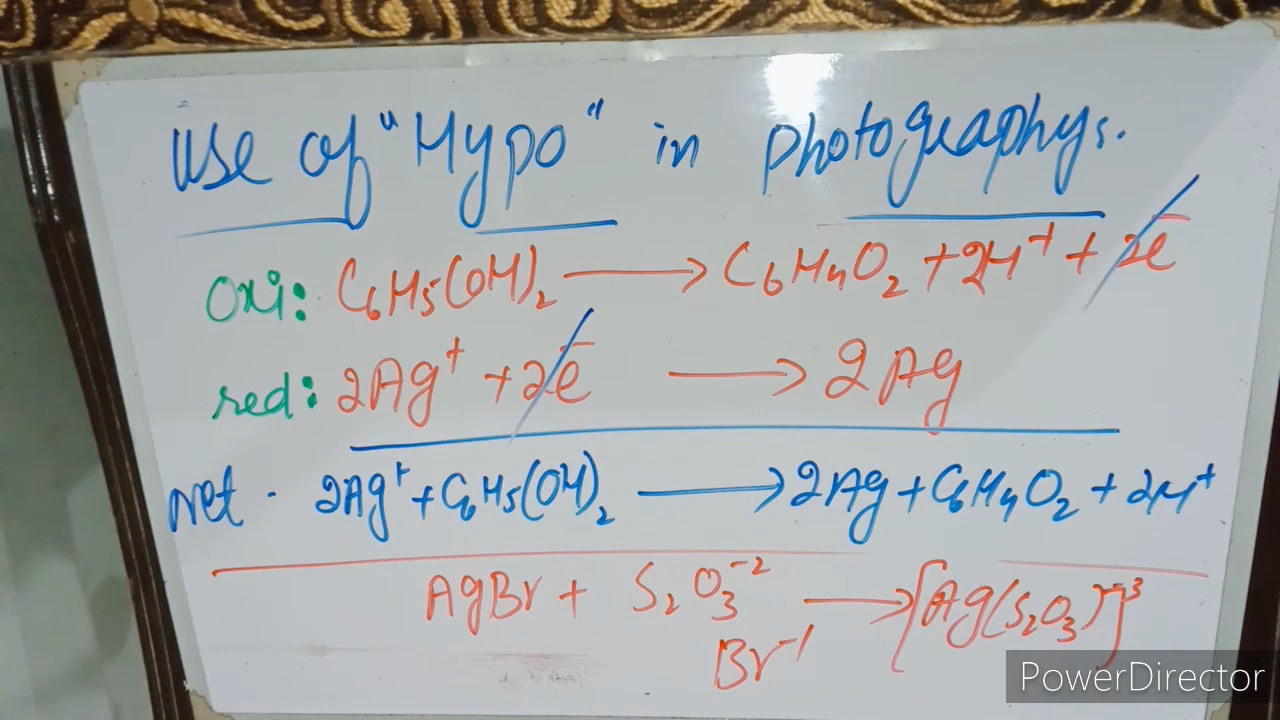 Use of "Hypo" in Photography.
Oxi: C6H5(OH)2 ⟶ C6H4O2 + 2H⁺ + 2e⁻
red: 2Ag⁺ + 2e⁻ ⟶ 2Ag
net . 2Ag⁺ + C6H5(OH)2 ⟶ 2Ag + C6H4O2 + 2H⁺
AgBr + S2O3⁻² ⟶ [Ag(S2O3)]⁻³
Br⁻¹
PowerDirector